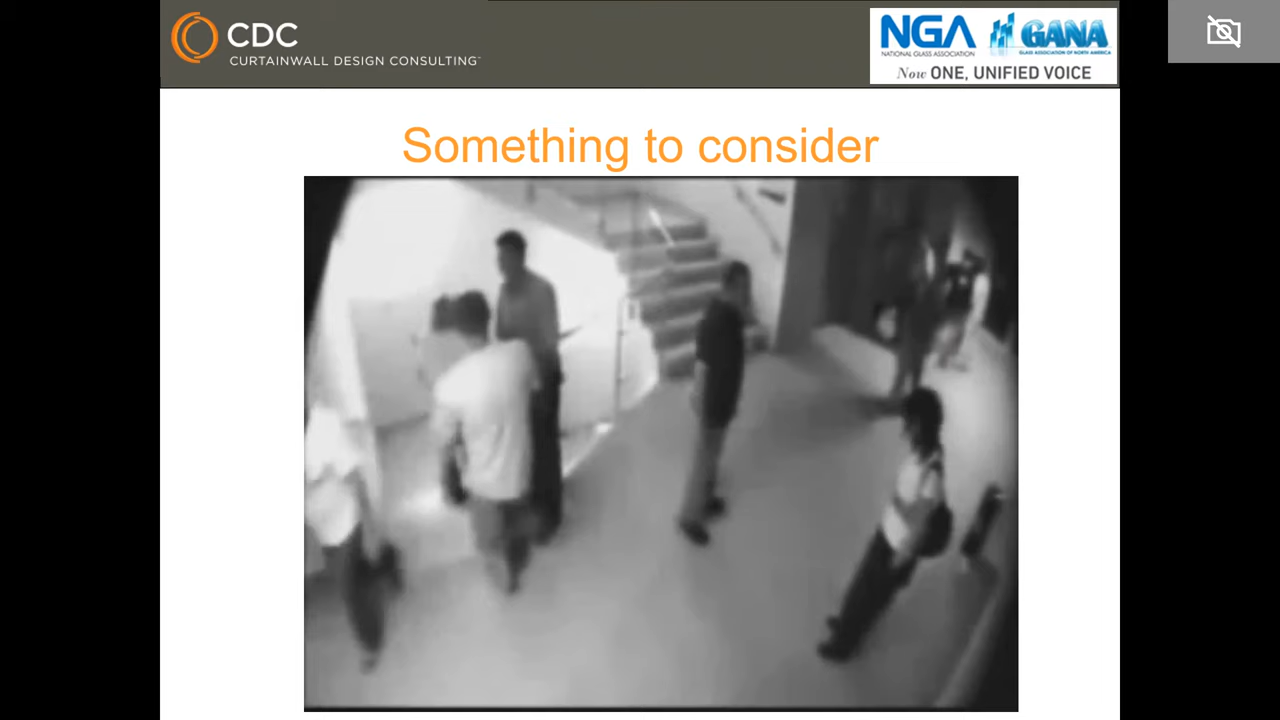 CDC
CURTAINWALL DESIGN CONSULTING
NGA
NATIONAL GLASS ASSOCIATION
GANA
GLASS ASSOCIATION OF NORTH AMERICA
Now ONE, UNIFIED VOICE
Something to consider